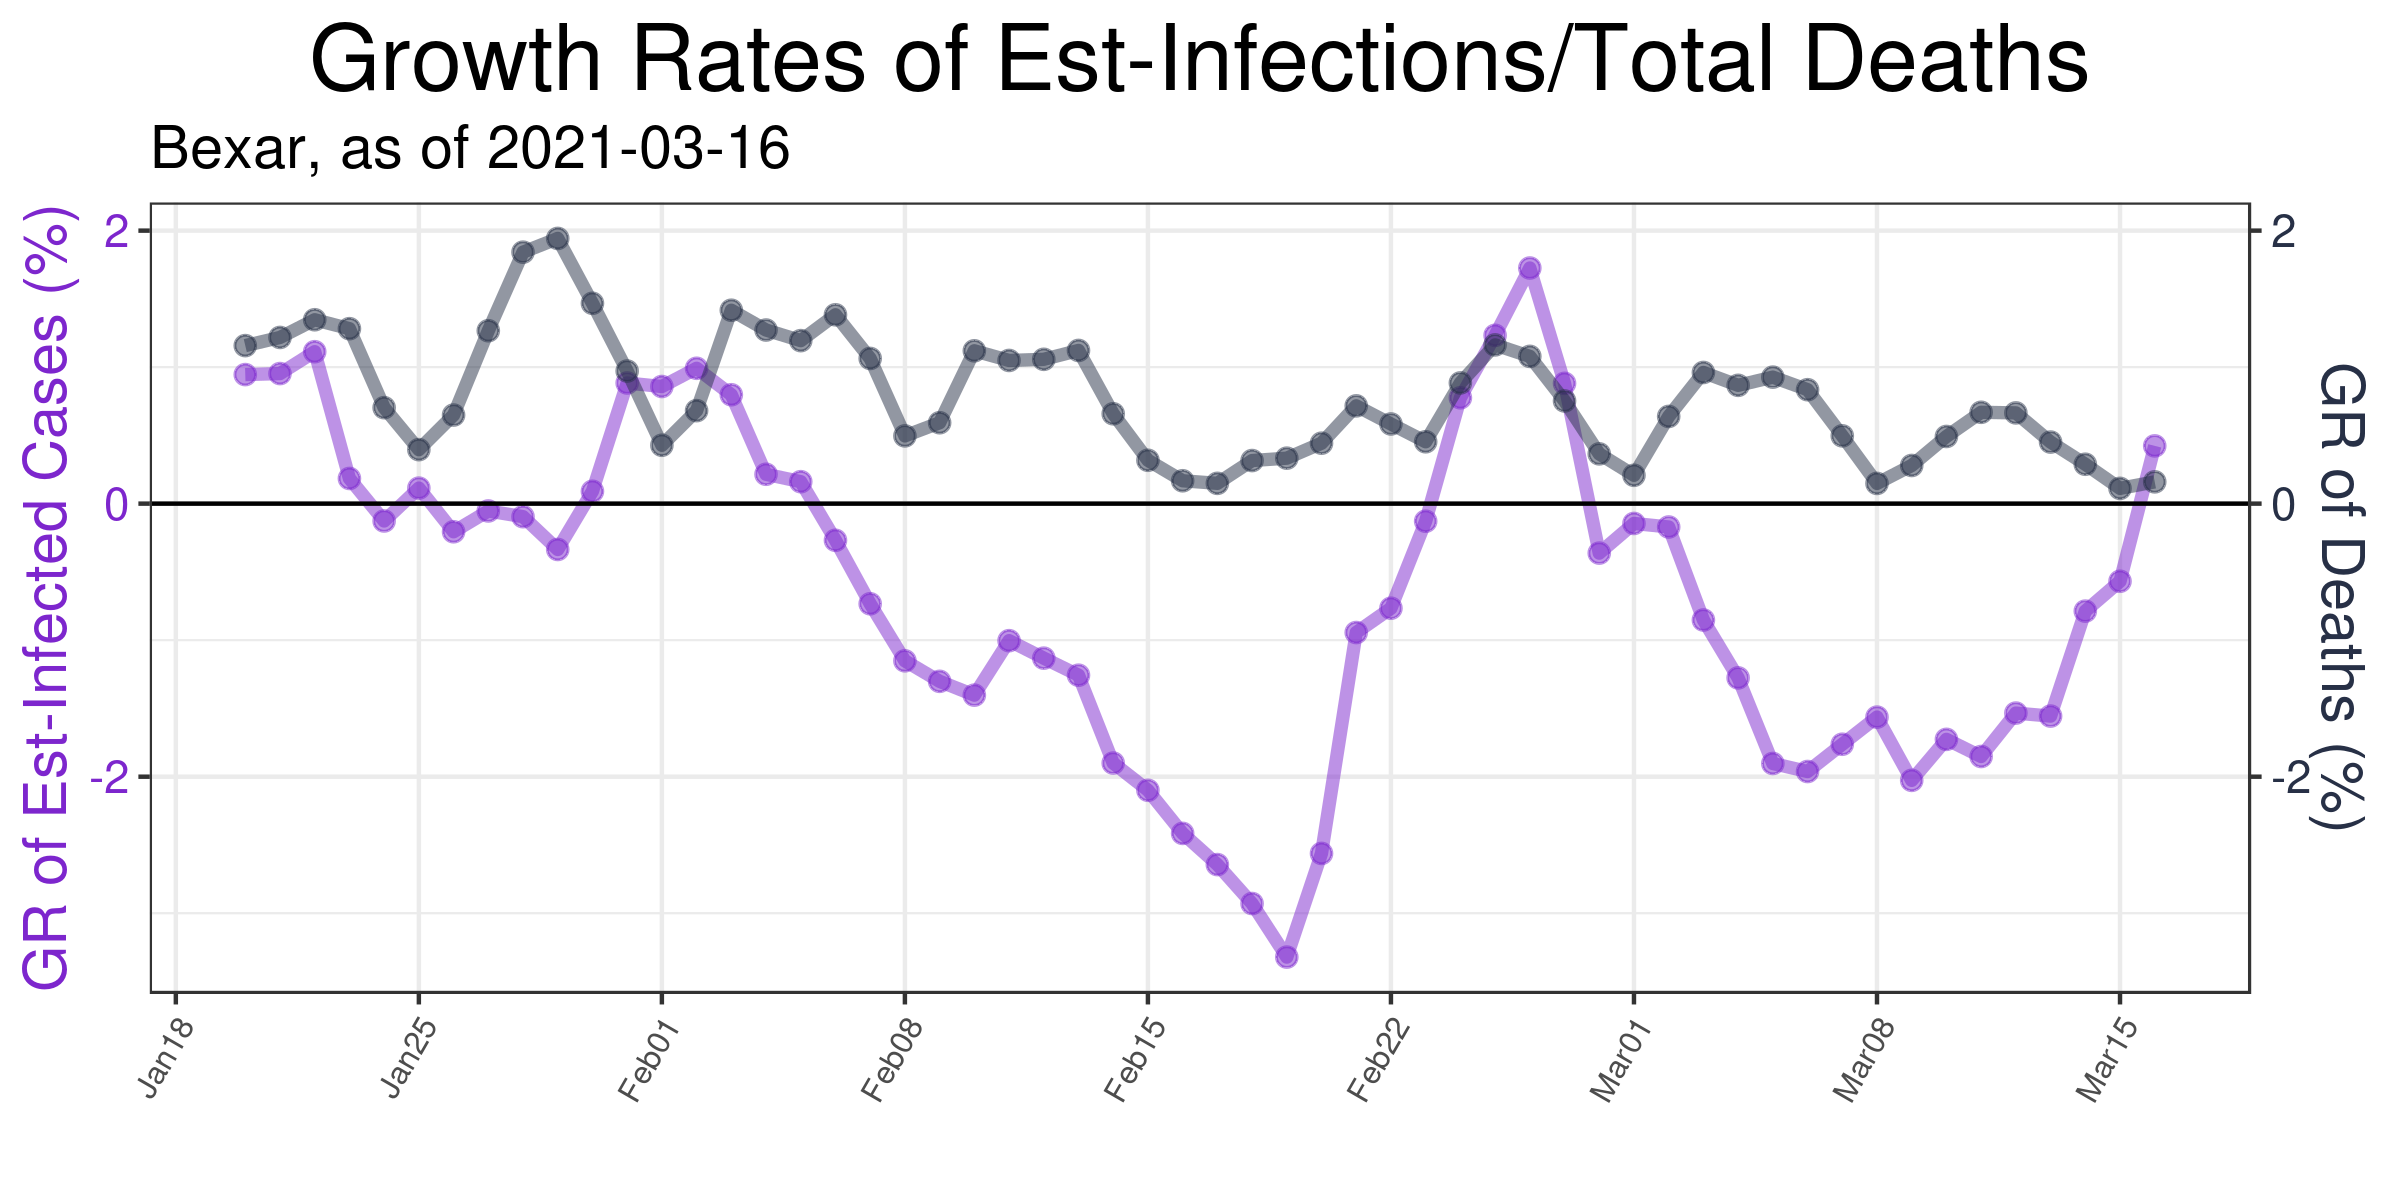 Growth Rates of Est-Infections/Total Deaths
Bexar, as of 2021-03-16
GR of Est-Infected Cases (%)
2
0
-2
2
0
-2
GR of Deaths (%)
Jan18
Jan25
Feb01
Feb08
Feb15
Feb22
Mar01
Mar08
Mar15